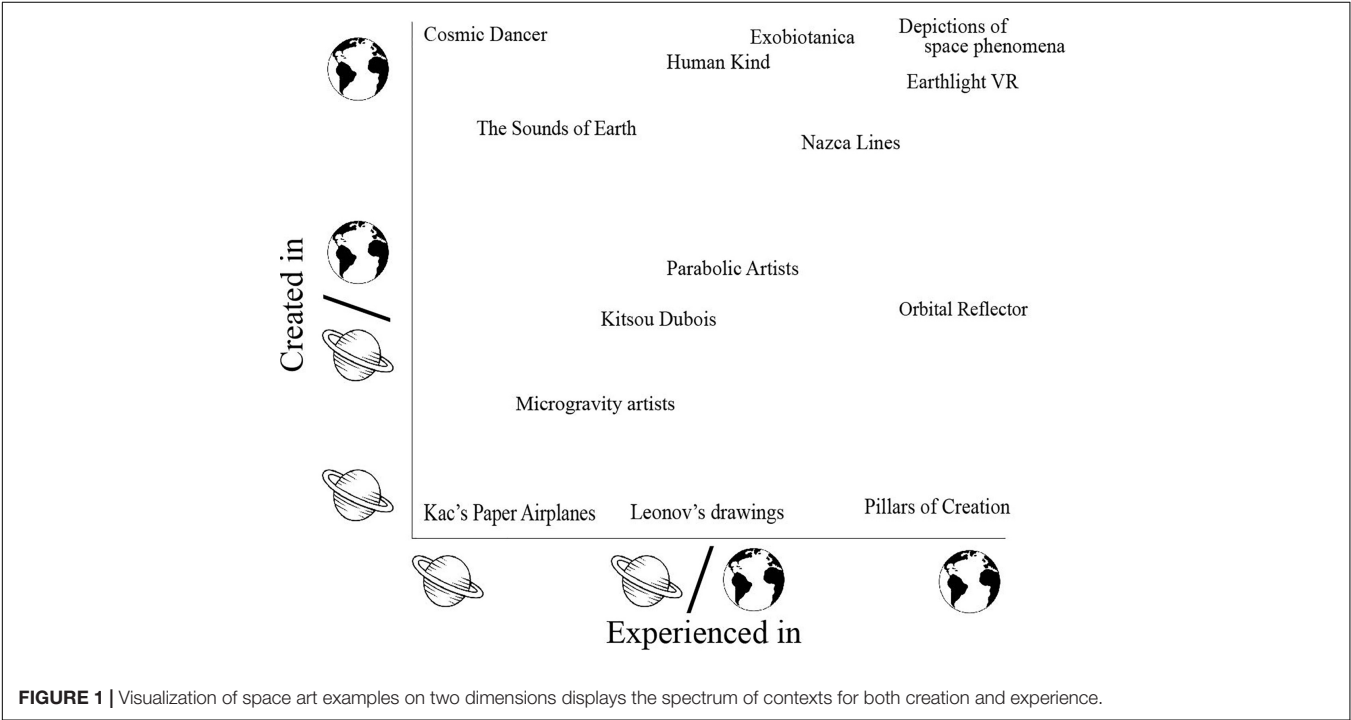 Cosmic Dancer
Exobiotanica
Depictions of
space phenomena
Human Kind
Earthlight VR
The Sounds of Earth
Nazca Lines
Created in
Parabolic Artists
Kitsou Dubois
Orbital Reflector
Microgravity artists
Kac's Paper Airplanes
Leonov's drawings
Pillars of Creation
Experienced in
FIGURE 1 | Visualization of space art examples on two dimensions displays the spectrum of contexts for both creation and experience.